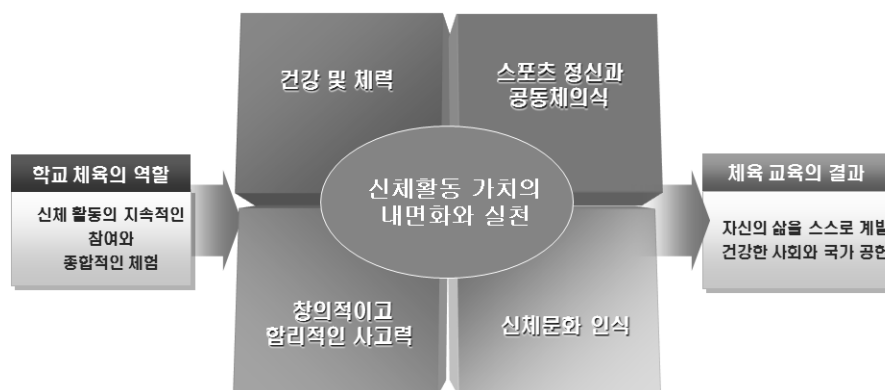 건강 및 체력
스포츠 정신과
공동체의식
학교 체육의 역할
신체 활동의 지속적인
참여와
종합적인 체험
신체활동 가치의
내면화와 실천
체육 교육의 결과
자신의 삶을 스스로 계발
건강한 사회와 국가 공헌
창의적이고
합리적인 사고력
신체문화 인식